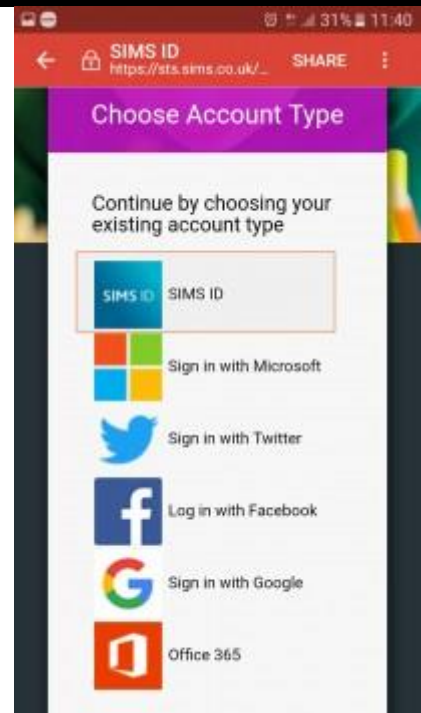 31% 11:40
SIMS ID
https://sts.sims.co.uk/_
SHARE
Choose Account Type
Continue by choosing your
existing account type
SIMS ID SIMS ID
Sign in with Microsoft
Sign in with Twitter
Log in with Facebook
Sign in with Google
Office 365